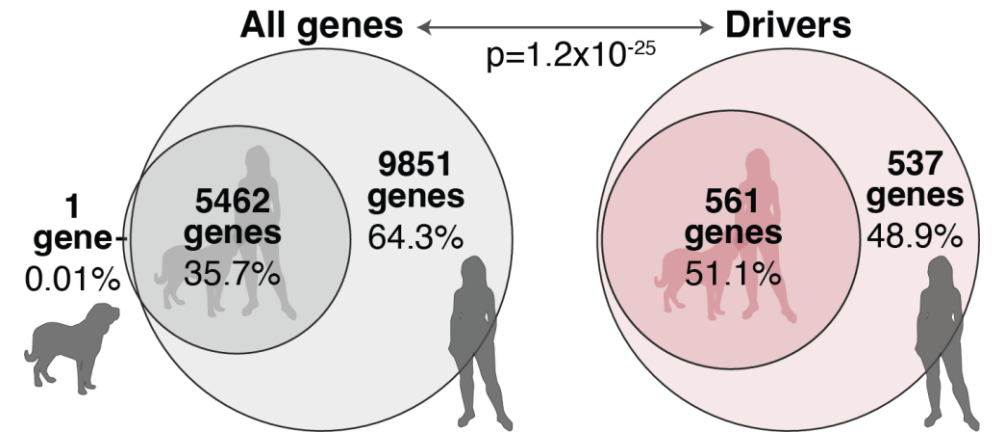 All genes
Drivers
p=1.2x10⁻²⁵
1
gene
0.01%
5462
genes
35.7%
9851
genes
64.3%
561
genes
51.1%
537
genes
48.9%